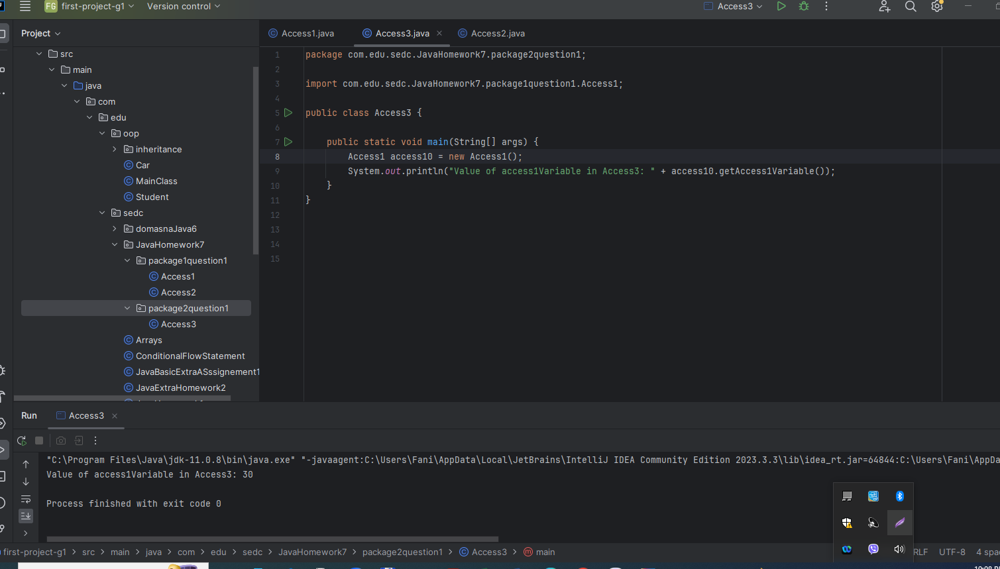 FG first-project-g1 Version control Access3
Project
Access1.java Access3.java Access2.java
src
main
java
com
edu
oop
inheritance
Car
MainClass
Student
sedc
domasnaJava6
JavaHomework7
package1question1
Access1
Access2
package2question1
Access3
Arrays
ConditionalFlowStatement
JavaBasicExtraASssignement1
JavaExtraHomework2
1 package com.edu.sedc.JavaHomework7.package2question1;
2
3 import com.edu.sedc.JavaHomework7.package1question1.Access1;
4
5 public class Access3 {
6
7 public static void main(String[] args) {
8 Access1 access10 = new Access1();
9 System.out.println("Value of access1Variable in Access3: " + access10.getAccess1Variable());
10 }
11 }
12
13
14
15
Run Access3
"C:\Program Files\Java\jdk-11.0.8\bin\java.exe" "-javaagent:C:\Users\Fani\AppData\Local\JetBrains\IntelliJ IDEA Community Edition 2023.3.3\lib\idea_rt.jar=64844:C:\Users\Fani\AppDa
Value of access1Variable in Access3: 30
Process finished with exit code 0
first-project-g1 > src > main > java > com > edu > sedc > JavaHomework7 > package2question1 > Access3 > main RLF UTF-8 4 spac